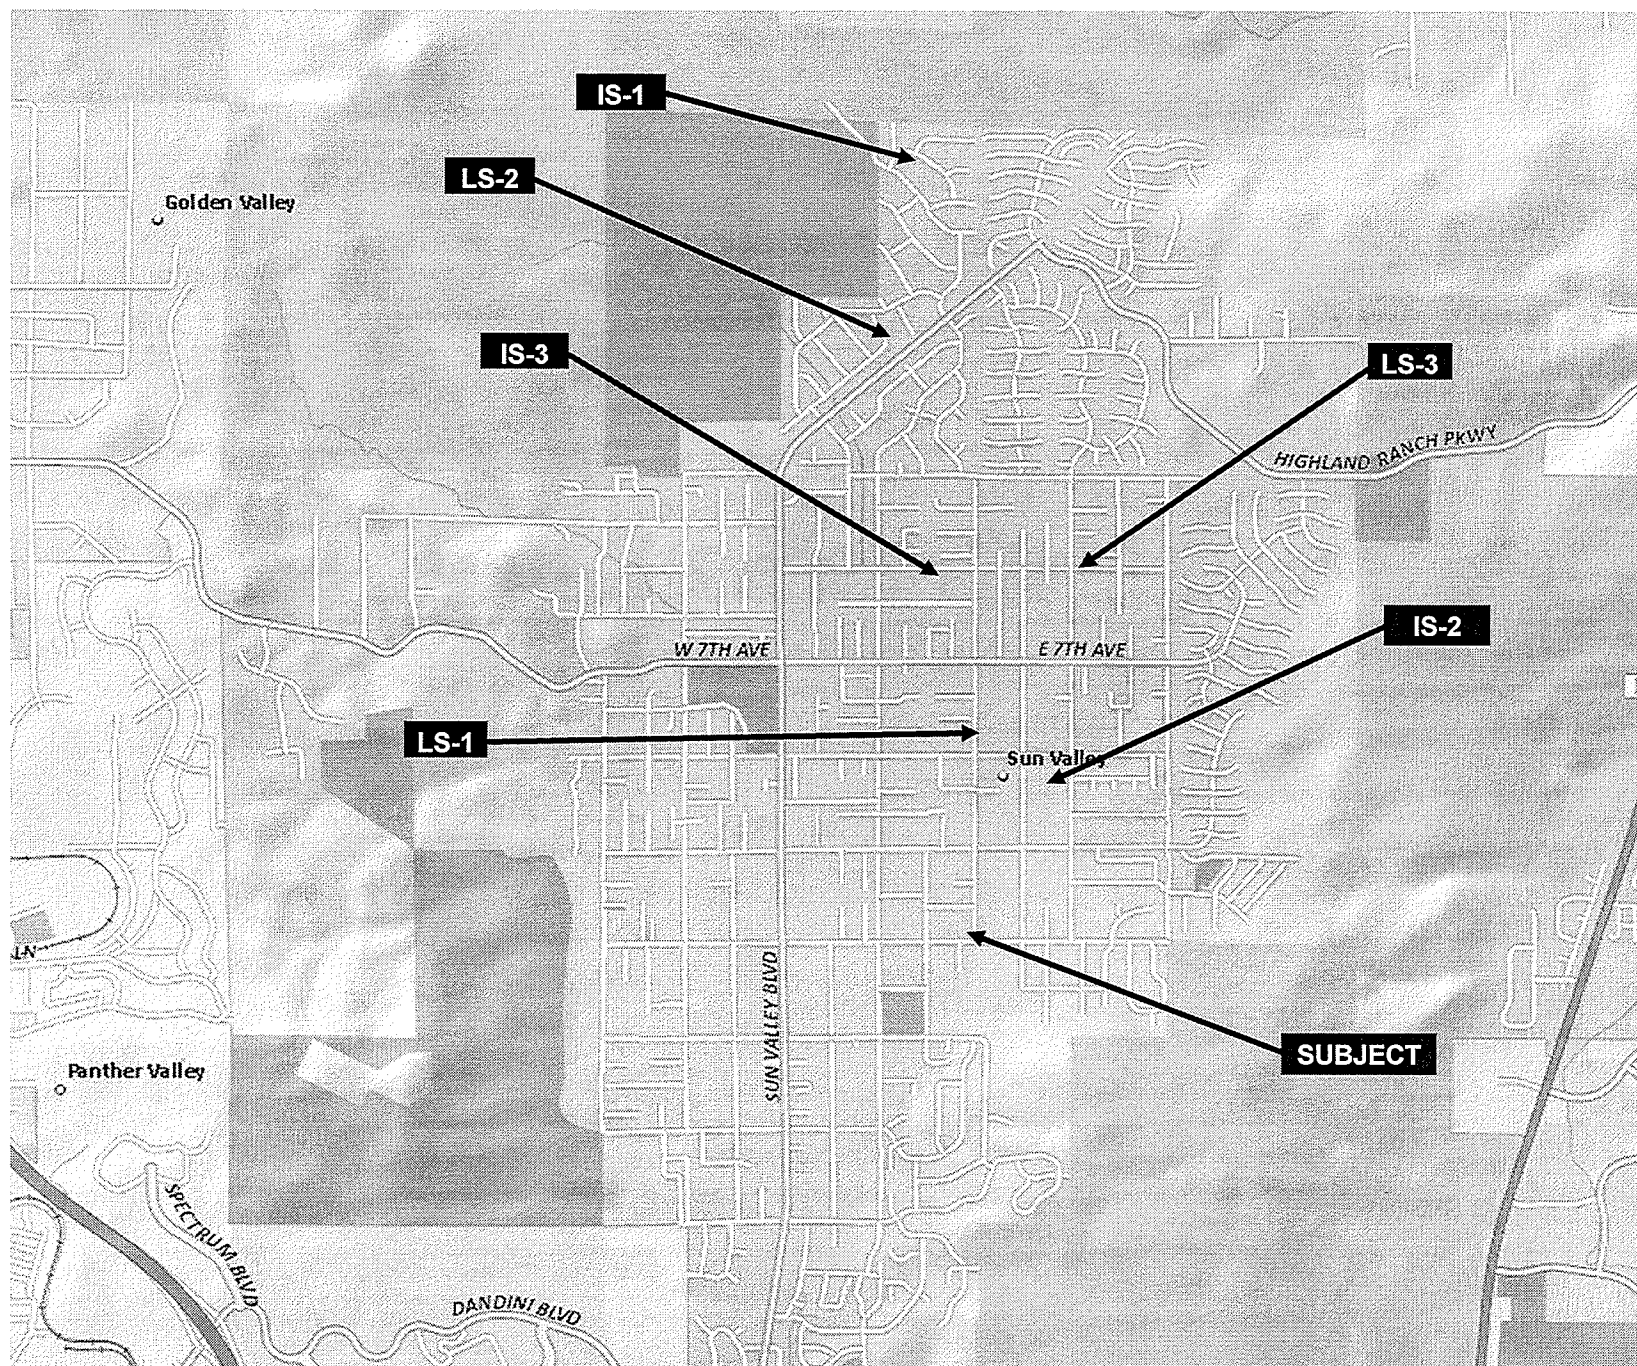 IS-1
LS-2
Golden Valley
IS-3
LS-3
HIGHLAND RANCH PKWY
IS-2
W 7TH AVE
E 7TH AVE
LS-1
Sun Valley
LN
SUN VALLEY BLVD
SUBJECT
Panther Valley
SPECTRUM BLVD
DANDINI BLVD